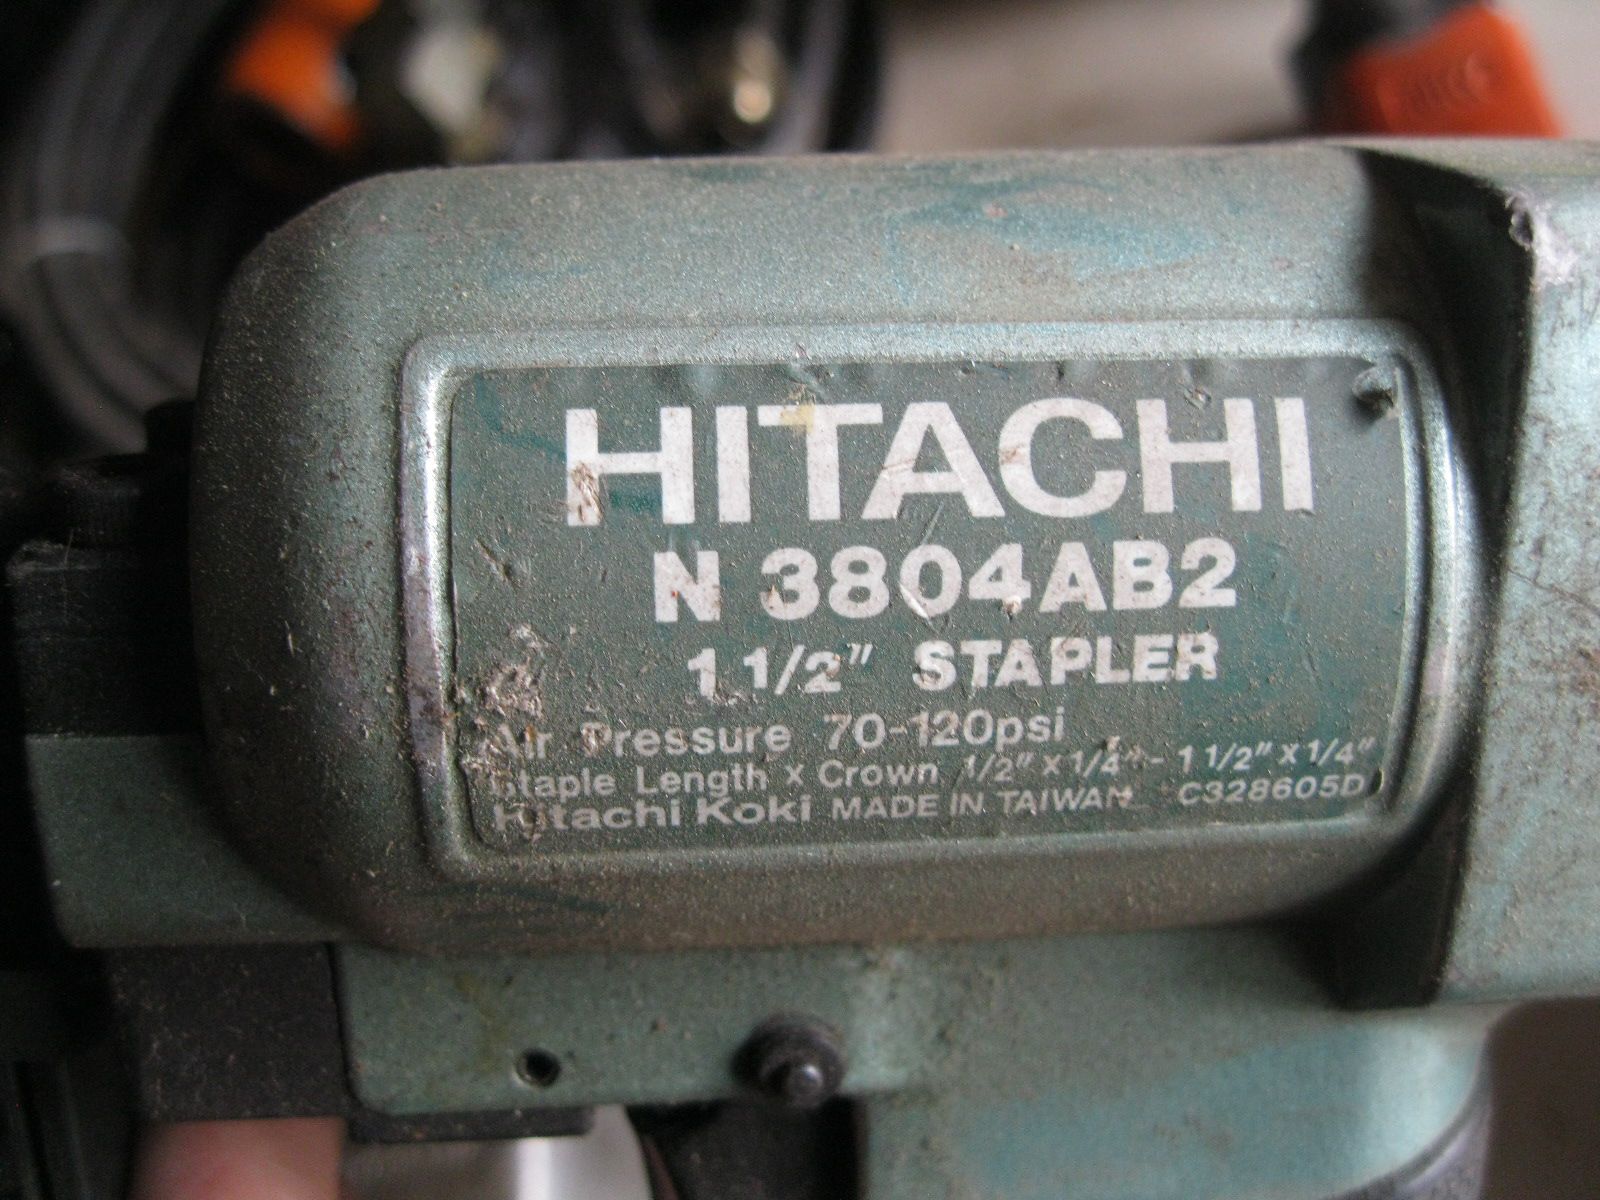 HITACHI
N 3804AB2
1 1/2" STAPLER
Air Pressure 70-120psi
Staple Length x Crown 1/2" x 1/4" - 1 1/2" x 1/4"
Hitachi Koki MADE IN TAIWAN C328605D